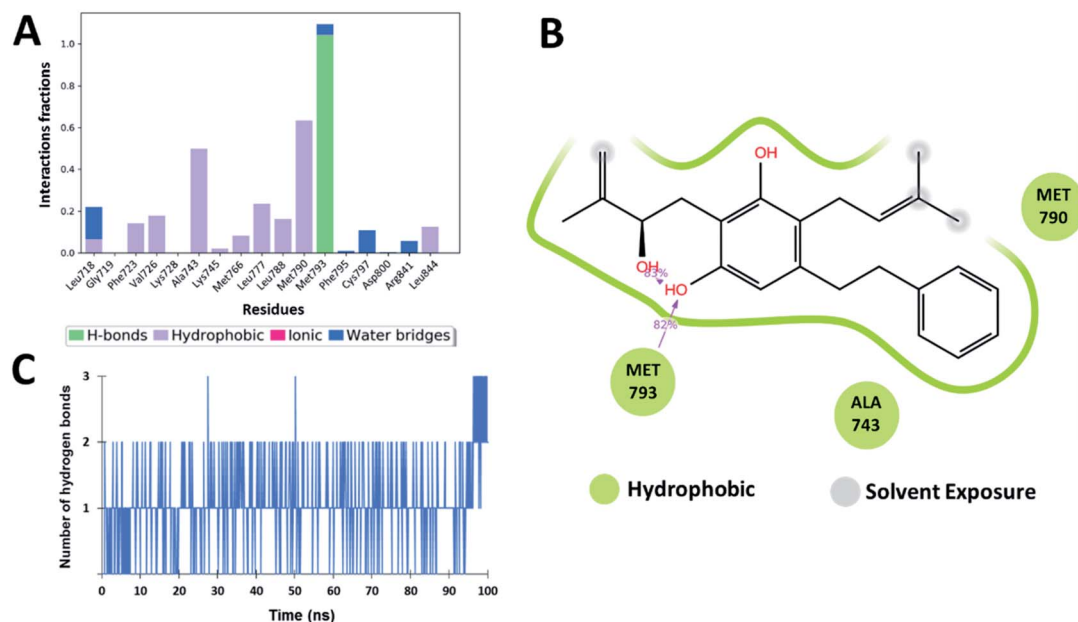 A
Interactions fractions
1.0
0.8
0.6
0.4
0.2
0.0
Leu718
Gly719
Phe723
Val726
Lys728
Ala743
Lys745
Met766
Leu777
Leu788
Met790
Met793
Phe795
Cys797
Asp800
Arg841
Leu844
Residues
H-bonds Hydrophobic Ionic Water bridges
B
OH
OH
83%
HO
82%
MET
790
MET
793
ALA
743
Hydrophobic Solvent Exposure
C
Number of hydrogen bonds
3
2
1
0 10 20 30 40 50 60 70 80 90 100
Time (ns)